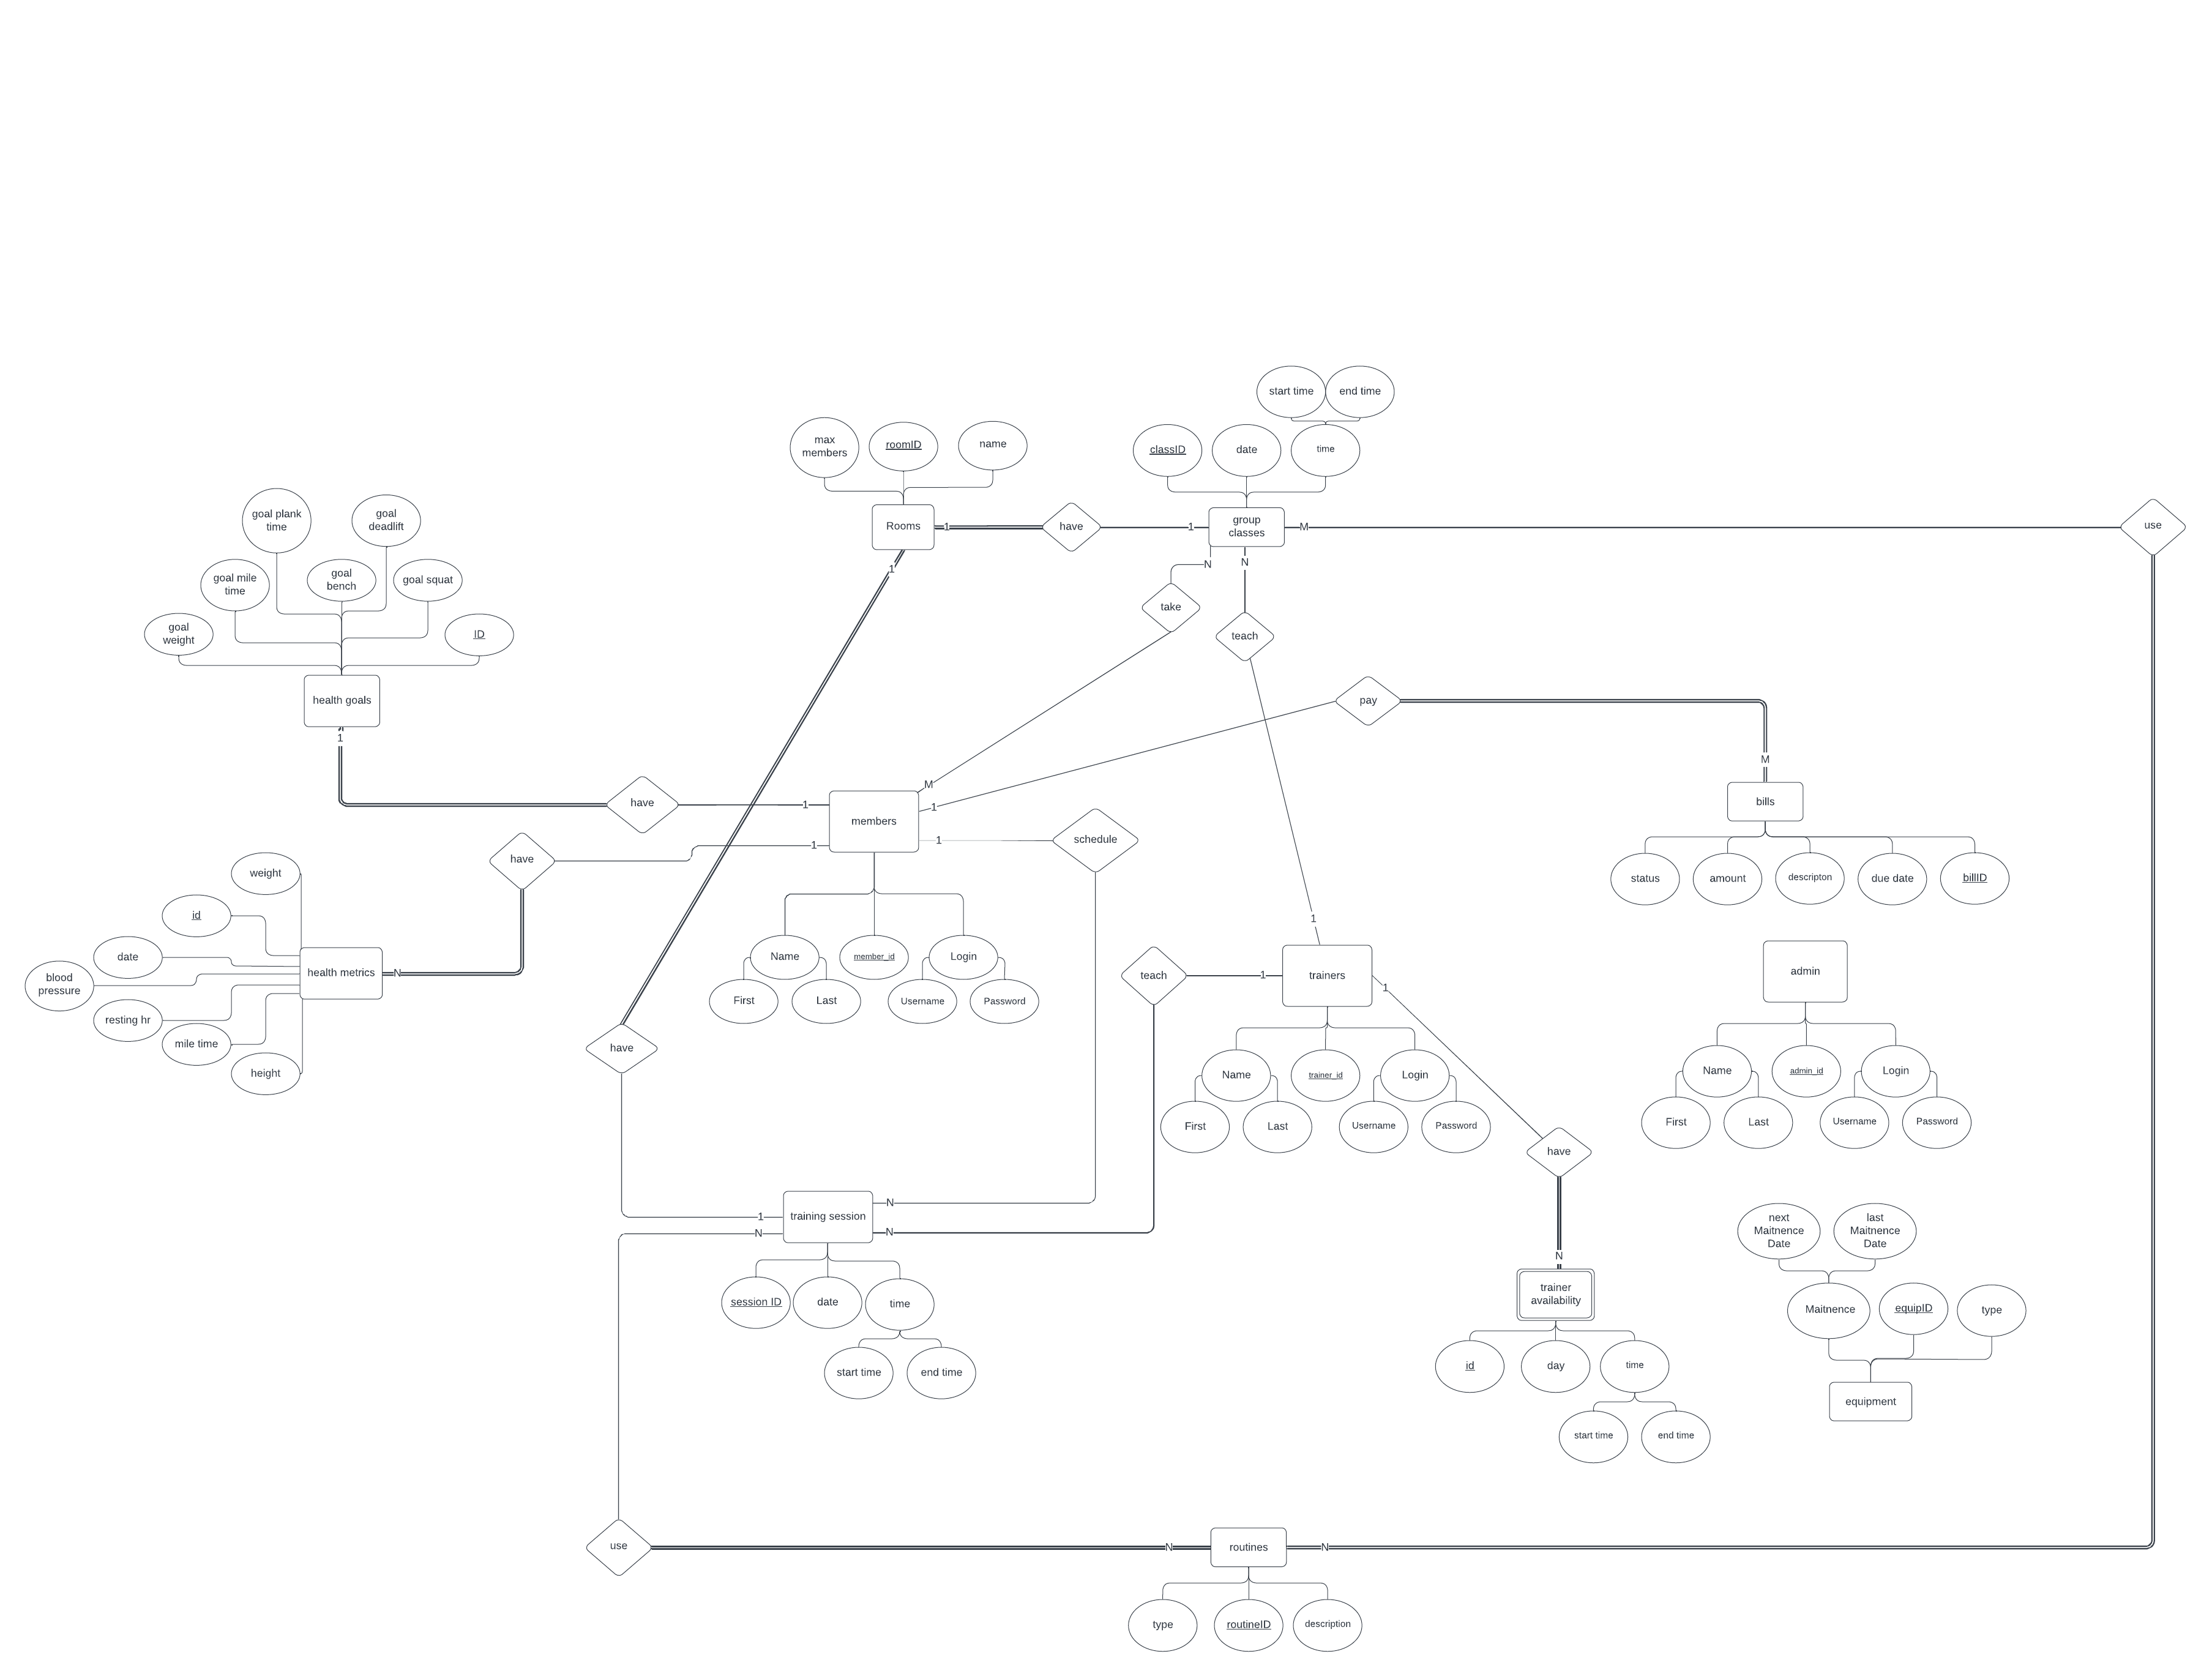 start time
end time
max
members
roomID
name
classID
date
time
goal plank
time
goal
deadlift
Rooms
1
have
1
group
classes
M
use
goal mile
time
goal
bench
goal squat
1
N
N
take
teach
goal
weight
ID
health goals
pay
1
M
M
bills
have
1
members
1
schedule
1
1
have
weight
status
amount
descripton
due date
billID
id
1
date
blood
pressure
health metrics
N
Name
member_id
Login
teach
1
trainers
1
admin
First
Last
Username
Password
resting hr
mile time
height
have
Name
trainer_id
Login
Name
admin_id
Login
First
Last
Username
Password
First
Last
Username
Password
have
training session
N
1
N
N
next
Maitnence
Date
last
Maitnence
Date
N
session ID
date
time
trainer
availability
Maitnence
equipID
type
start time
end time
id
day
time
equipment
start time
end time
use
N
routines
N
type
routineID
description